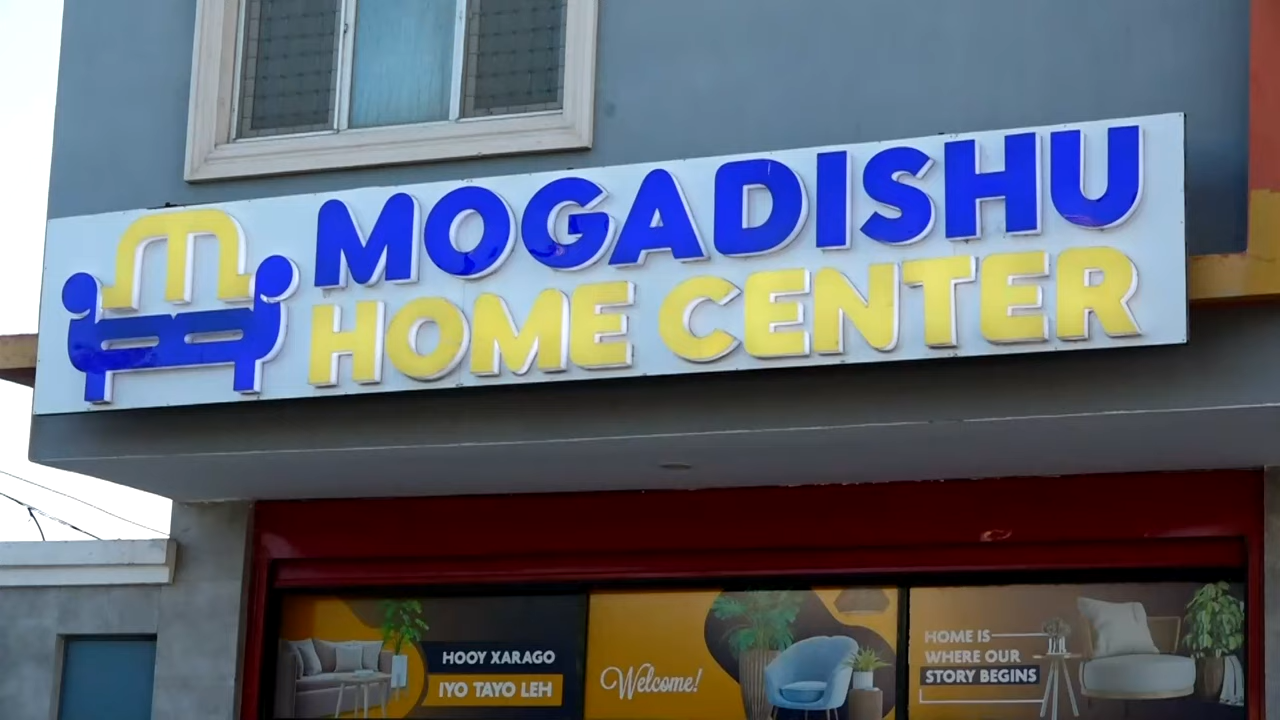 MOGADISHU
HOME CENTER
HOOY XARAGO
IYO TAYO LEH
Welcome!
HOME IS
WHERE OUR
STORY BEGINS